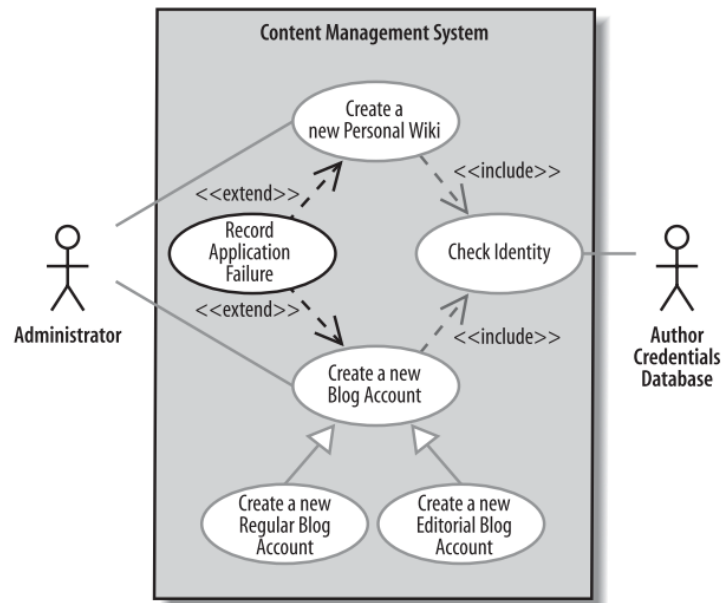 Content Management System
Create a
new Personal Wiki
<<include>>
<<extend>>
Record
Application
Failure
Check Identity
<<extend>>
Administrator
Author
Credentials
Database
<<include>>
Create a new
Blog Account
Create a new
Regular Blog
Account
Create a new
Editorial Blog
Account